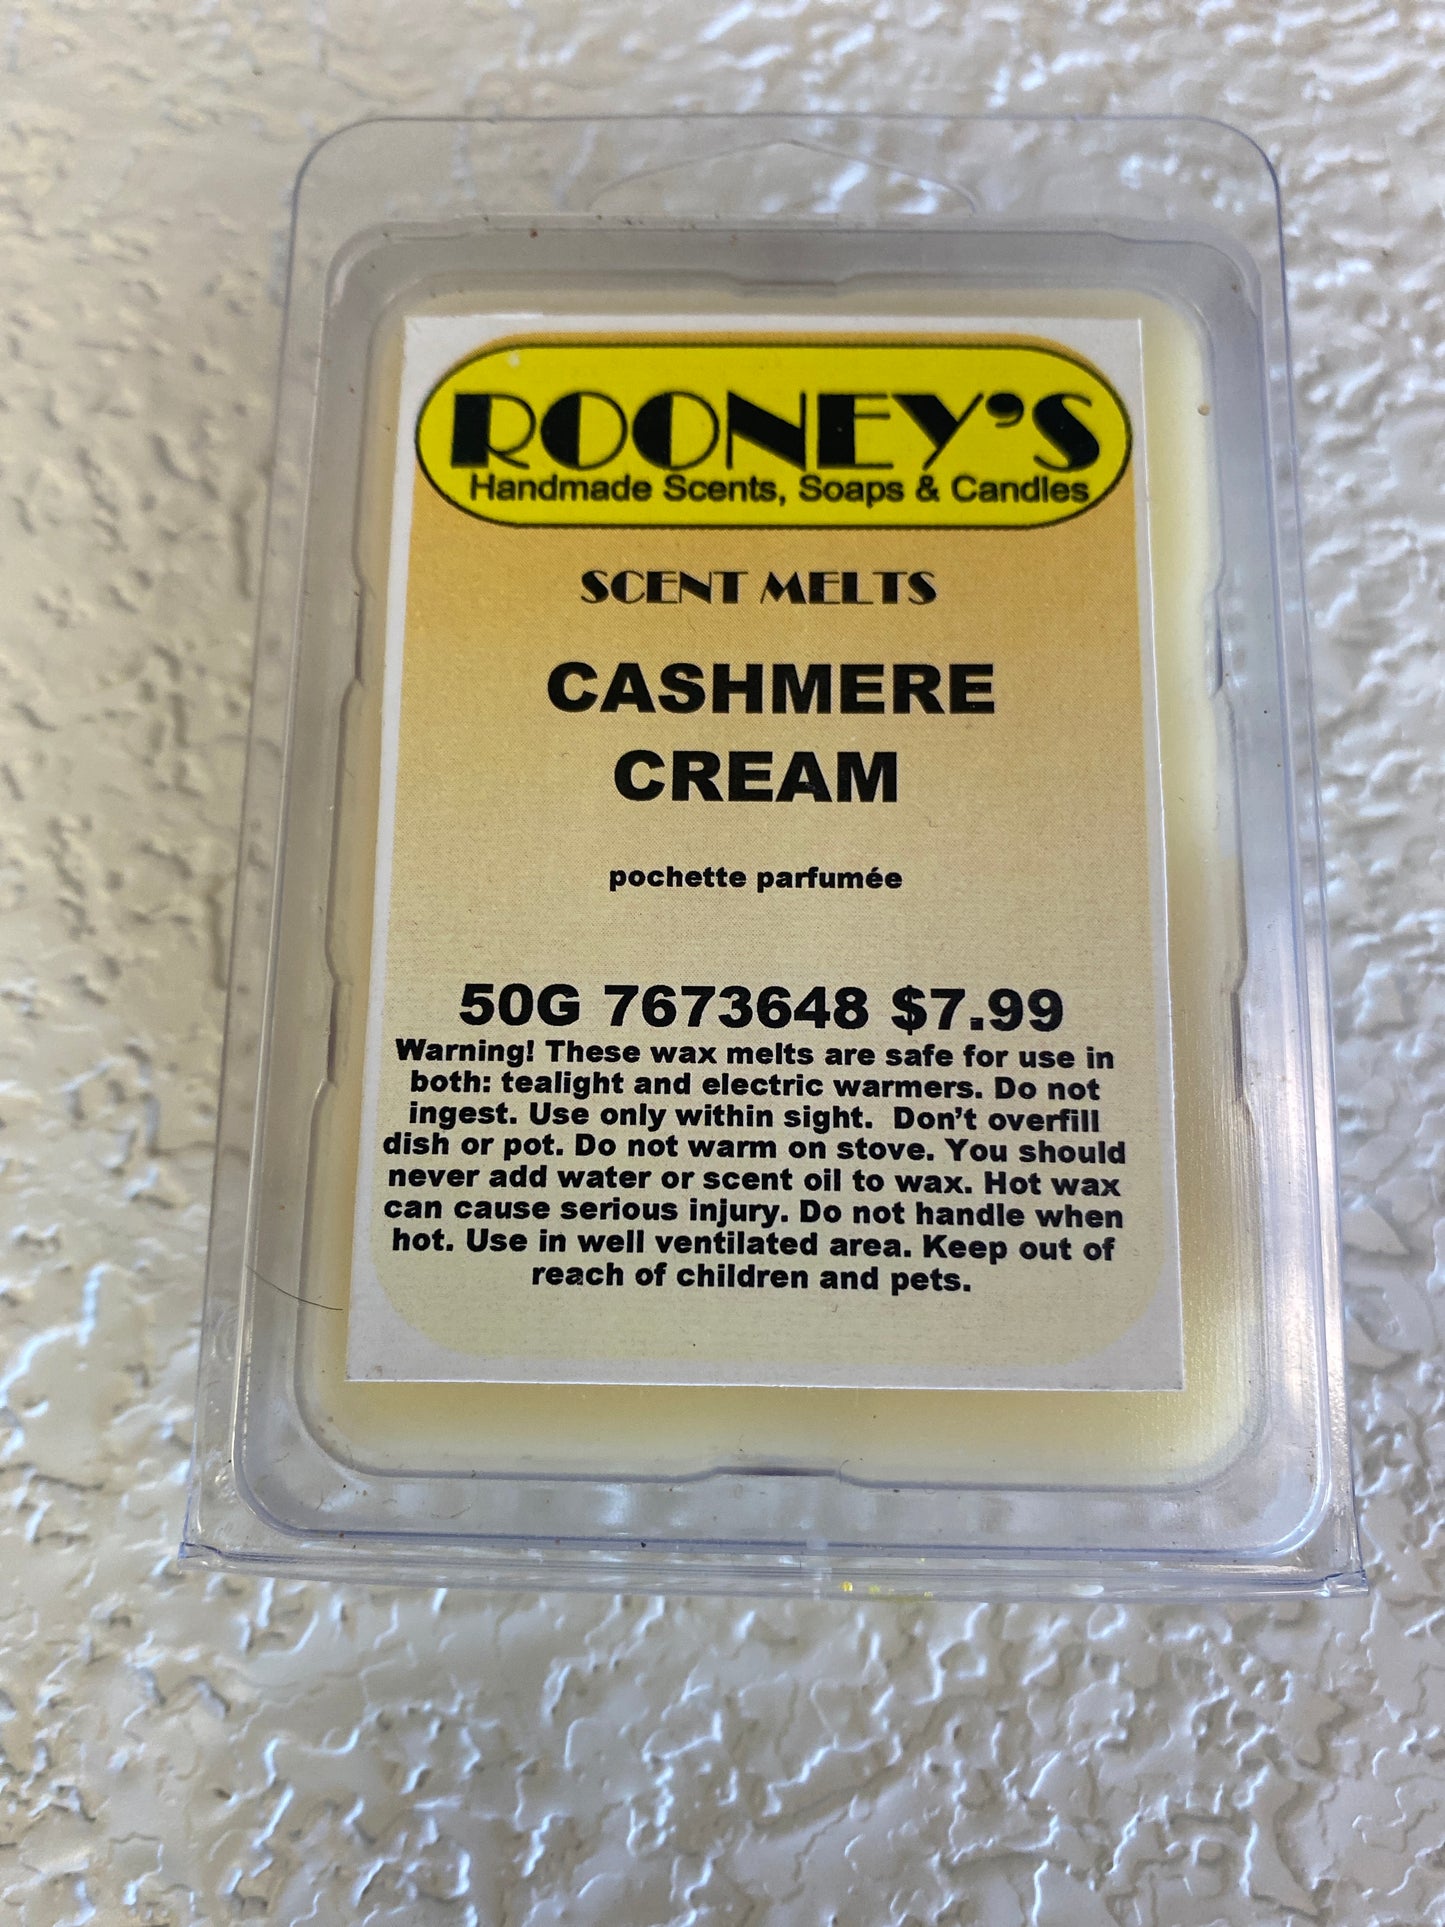 ROONEY'S
Handmade Scents, Soaps & Candles
SCENT MELTS
CASHMERE
CREAM
pochette parfumée
50G 7673648 $7.99
Warning! These wax melts are safe for use in
both: tealight and electric warmers. Do not
ingest. Use only within sight.  Don't overfill
dish or pot. Do not warm on stove. You should
never add water or scent oil to wax. Hot wax
can cause serious injury. Do not handle when
hot. Use in well ventilated area. Keep out of
reach of children and pets.